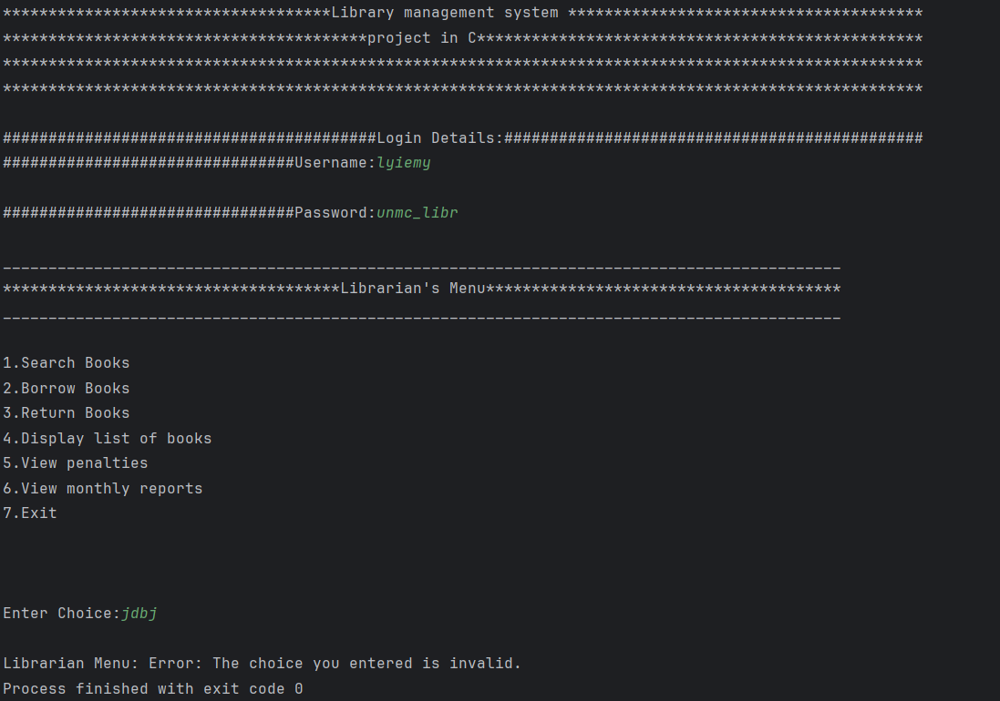 ************************************Library management system ***************************************
****************************************project in C*************************************************
*****************************************************************************************************
*****************************************************************************************************
#########################################Login Details:##############################################
################################Username:lyiemy
################################Password:unmc_libr
____________________________________________________________________________________________
*************************************Librarian's Menu***************************************
____________________________________________________________________________________________
1.Search Books
2.Borrow Books
3.Return Books
4.Display list of books
5.View penalties
6.View monthly reports
7.Exit
Enter Choice:jdbj
Librarian Menu: Error: The choice you entered is invalid.
Process finished with exit code 0